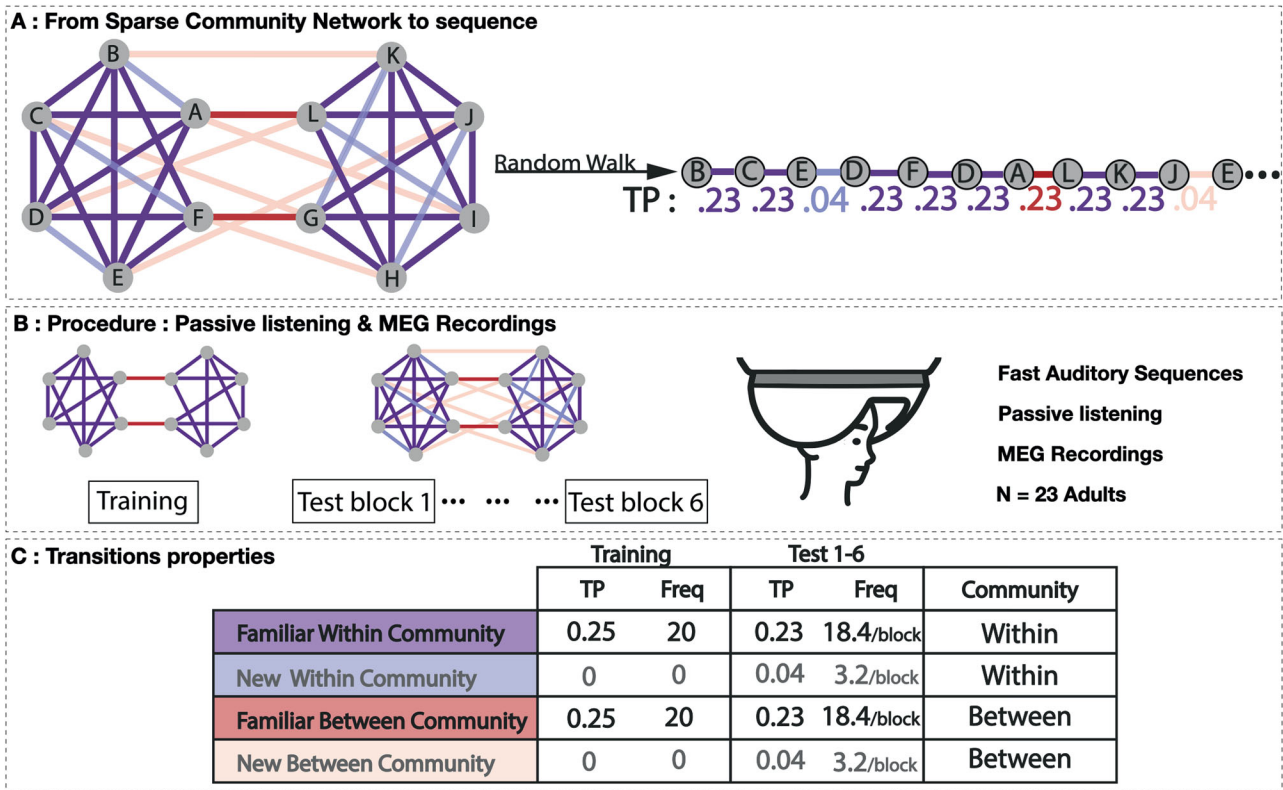 A : From Sparse Community Network to sequence
B
K
C
A
L
J
D
F
G
I
E
H
Random Walk
B C E D F D A L K J E ...
TP : .23 .23 .04 .23 .23 .23 .23 .23 .23 .04
B : Procedure : Passive listening & MEG Recordings
Training
Test block 1 ... ... ... Test block 6
Fast Auditory Sequences
Passive listening
MEG Recordings
N = 23 Adults
C : Transitions properties
Training Test 1-6
TP Freq TP Freq Community
Familiar Within Community 0.25 20 0.23 18.4/block Within
New Within Community 0 0 0.04 3.2/block Within
Familiar Between Community 0.25 20 0.23 18.4/block Between
New Between Community 0 0 0.04 3.2/block Between